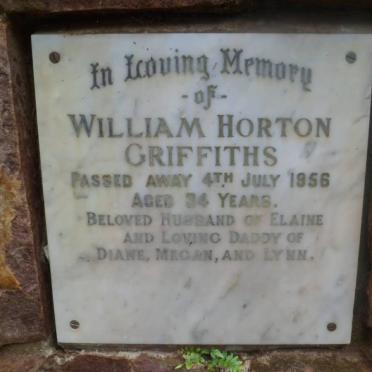 In Loving Memory
- of -
WILLIAM HORTON
GRIFFITHS
PASSED AWAY 4TH JULY 1956
AGED 34 YEARS.
BELOVED HUSBAND OF ELAINE
AND LOVING DADDY OF
DIANE, MEGAN, AND LYNN.